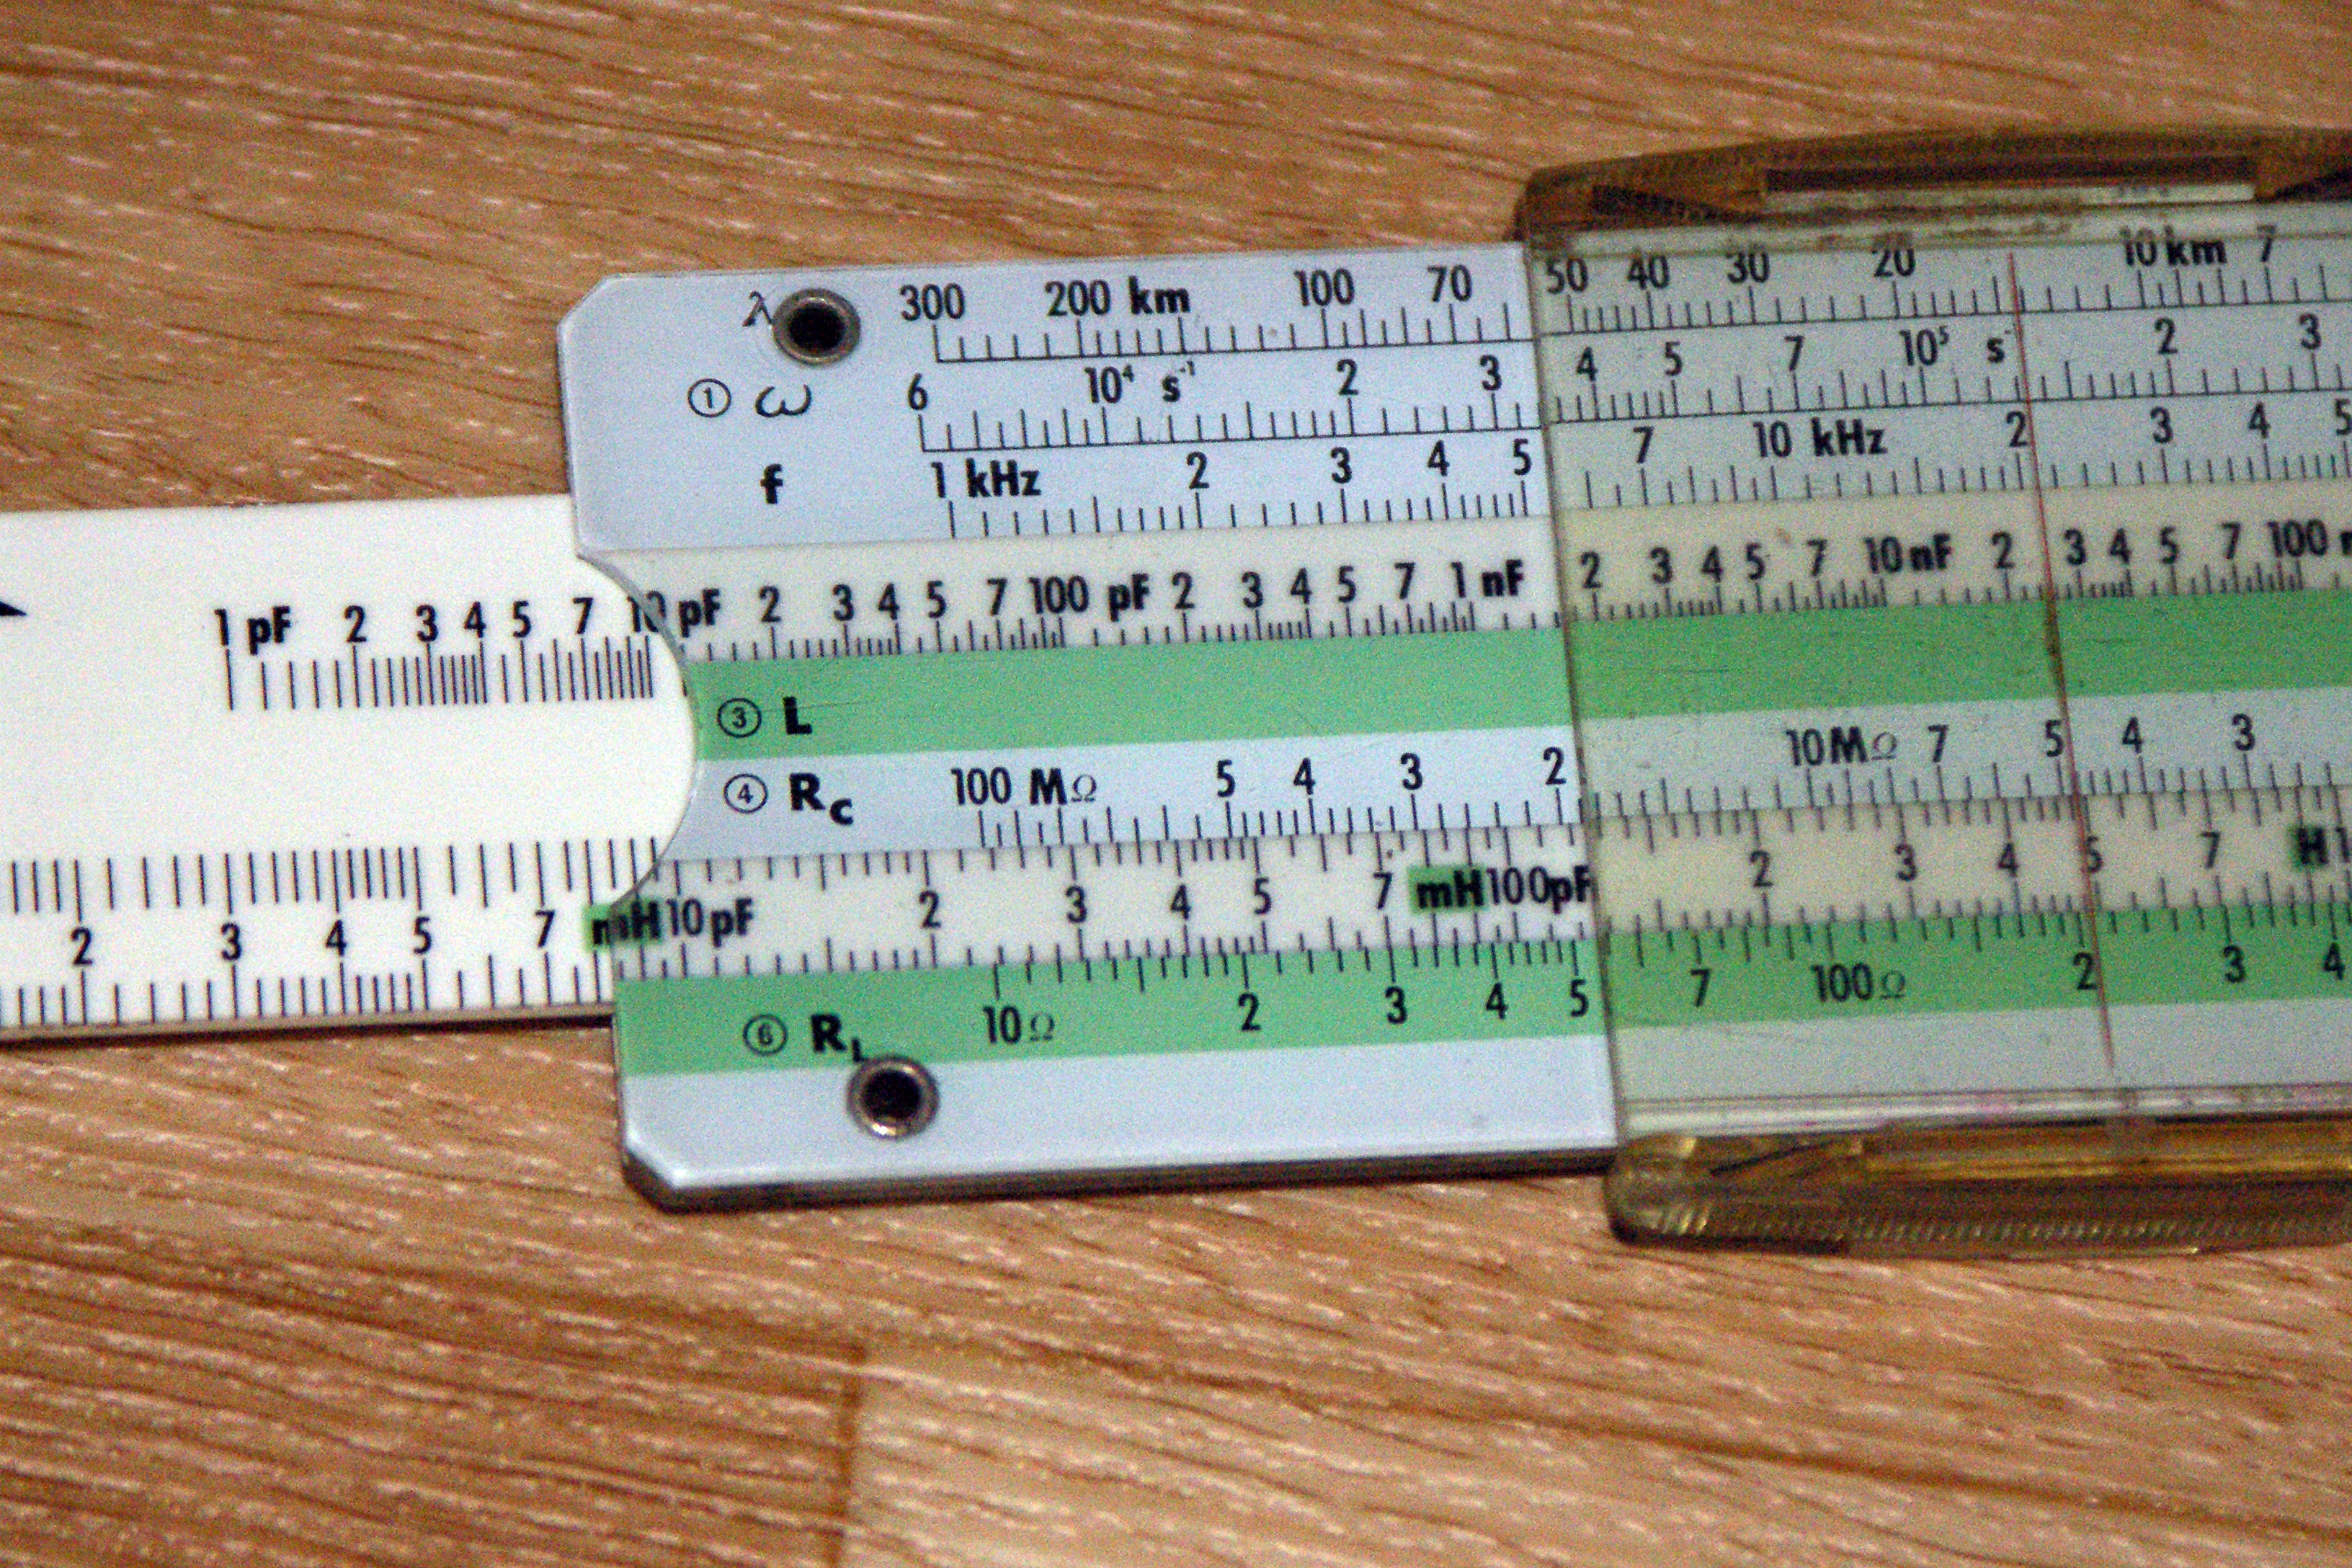 λ 300 200 km 100 70 50 40 30 20 10 km 7
① ω 6 10⁴ s⁻¹ 2 3 4 5 7 10⁵ s⁻ 2 3
f 1 kHz 2 3 4 5 7 10 kHz 2 3 4 5
1 pF 2 3 4 5 7 10 pF 2 3 4 5 7 100 pF 2 3 4 5 7 1 nF 2 3 4 5 7 10 nF 2 3 4 5 7 100
③ L
④ Rc 100 MΩ 5 4 3 2 10 MΩ 7 5 4 3
2 3 4 5 7 mH 10 pF 2 3 4 5 7 mH 100 pF 2 3 4 5 7 H 1
⑥ RL 10 Ω 2 3 4 5 7 100 Ω 2 3 4